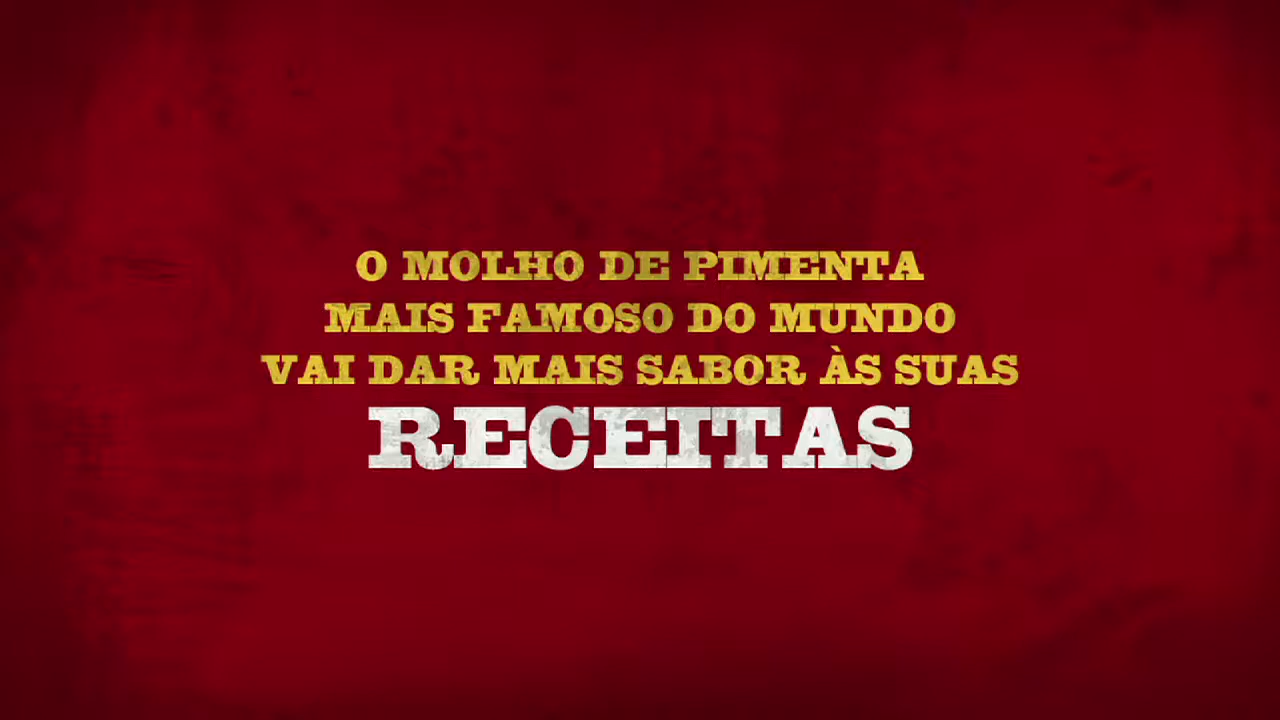 O MOLHO DE PIMENTA
MAIS FAMOSO DO MUNDO
VAI DAR MAIS SABOR ÀS SUAS
RECEITAS